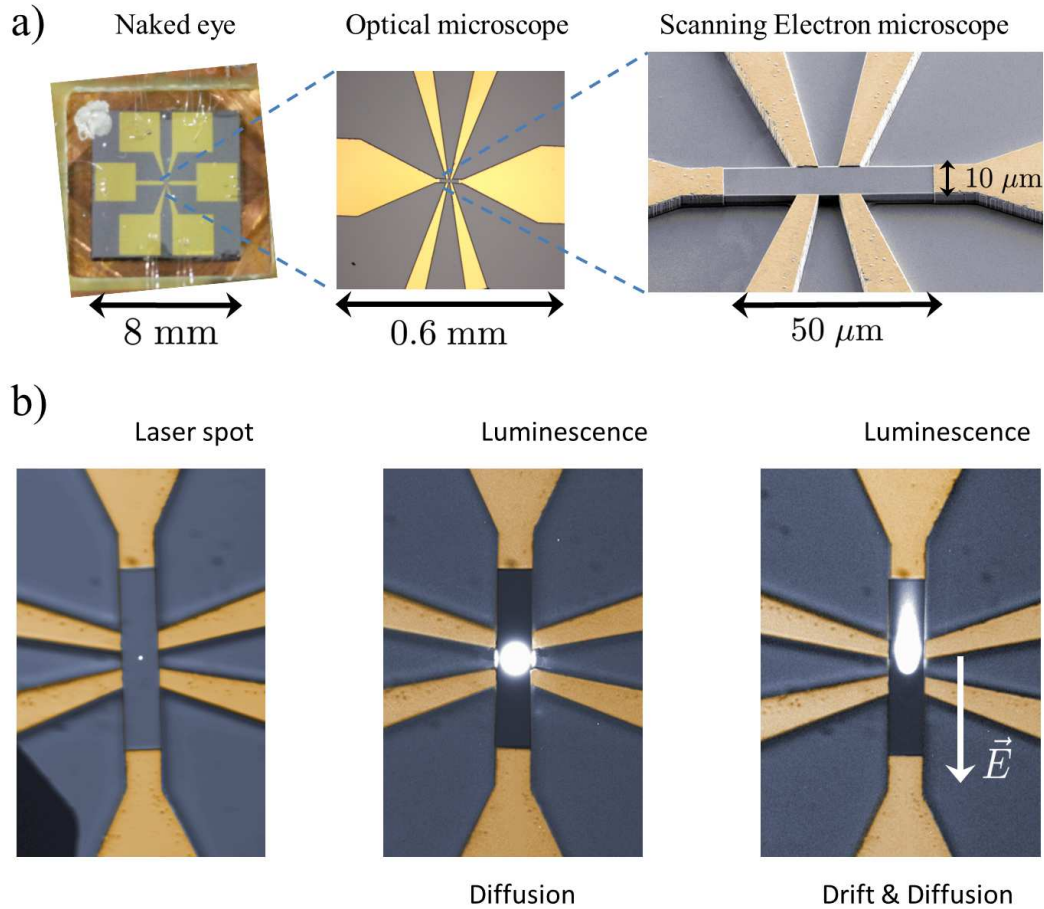 a)
Naked eye
Optical microscope
Scanning Electron microscope
10 μm
8 mm
0.6 mm
50 μm
b)
Laser spot
Luminescence
Luminescence
\vec{E}
Diffusion
Drift & Diffusion